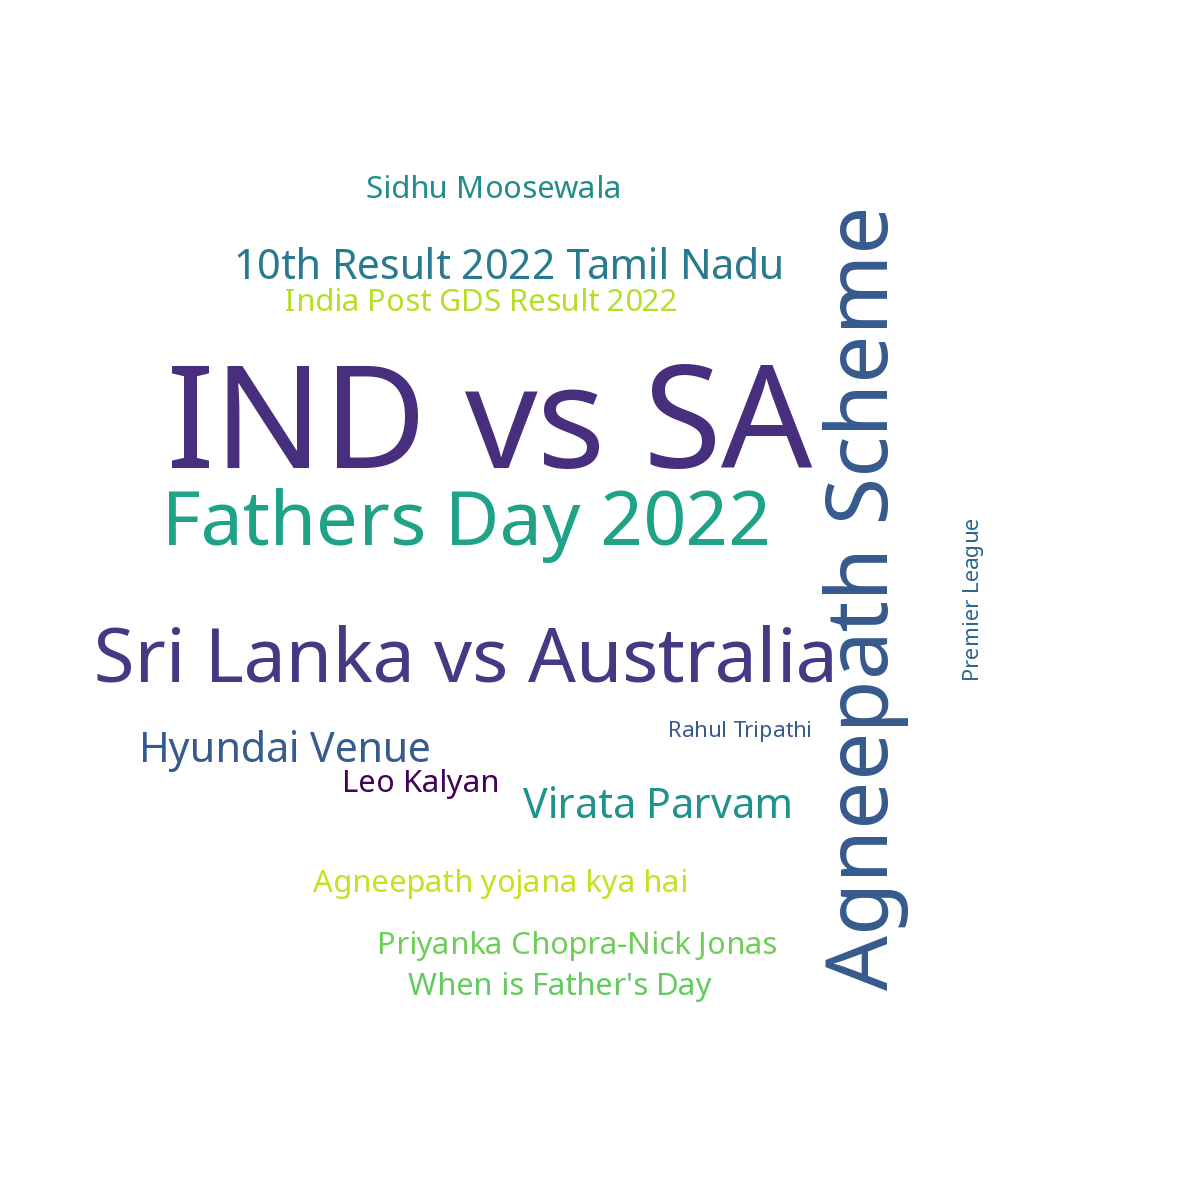 Sidhu Moosewala
10th Result 2022 Tamil Nadu
India Post GDS Result 2022
IND vs SA
Fathers Day 2022
Sri Lanka vs Australia
Agneepath Scheme
Premier League
Rahul Tripathi
Hyundai Venue
Leo Kalyan
Virata Parvam
Agneepath yojana kya hai
Priyanka Chopra-Nick Jonas
When is Father's Day